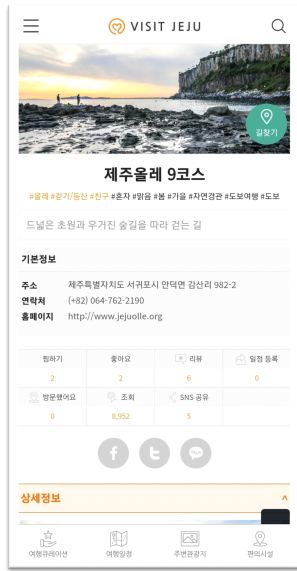 VISIT JEJU
길찾기
제주올레 9코스
#올레 #걷기/등산 #친구 #혼자 #맑음 #봄 #가을 #자연경관 #도보여행 #도보
드넓은 초원과 우거진 숲길을 따라 걷는 길
기본정보
주소 제주특별자치도 서귀포시 안덕면 감산리 982-2
연락처 (+82) 064-762-2190
홈페이지 http://www.jejuolle.org
찜하기 좋아요 리뷰 일정 등록
2 2 6 0
방문했어요 조회 SNS 공유
0 8,952 5
상세정보
여행큐레이션 여행일정 주변관광지 편의시설